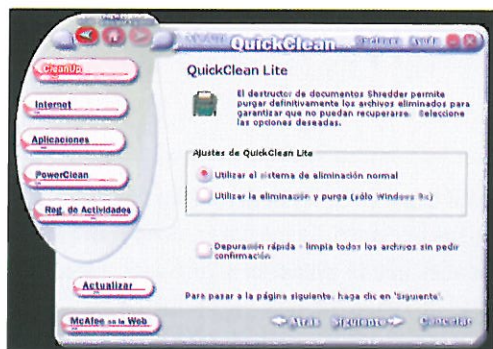 QuickClean
Opciones Ayuda
CleanUp
Internet
Aplicaciones
PowerClean
Reg. de Actividades
Actualizar
McAfee en la Web
QuickClean Lite
El destructor de documentos Shredder permite
purgar definitivamente los archivos eliminados para
garantizar que no puedan recuperarse. Seleccione
las opciones deseadas.
Ajustes de QuickClean Lite
Utilizar el sistema de eliminación normal
Utilizar la eliminación y purga (sólo Windows 9x)
Depuración rápida - limpia todos los archivos sin pedir
confirmación
Para pasar a la página siguiente, haga clic en 'Siguiente'.
Atrás Siguiente Cancelar